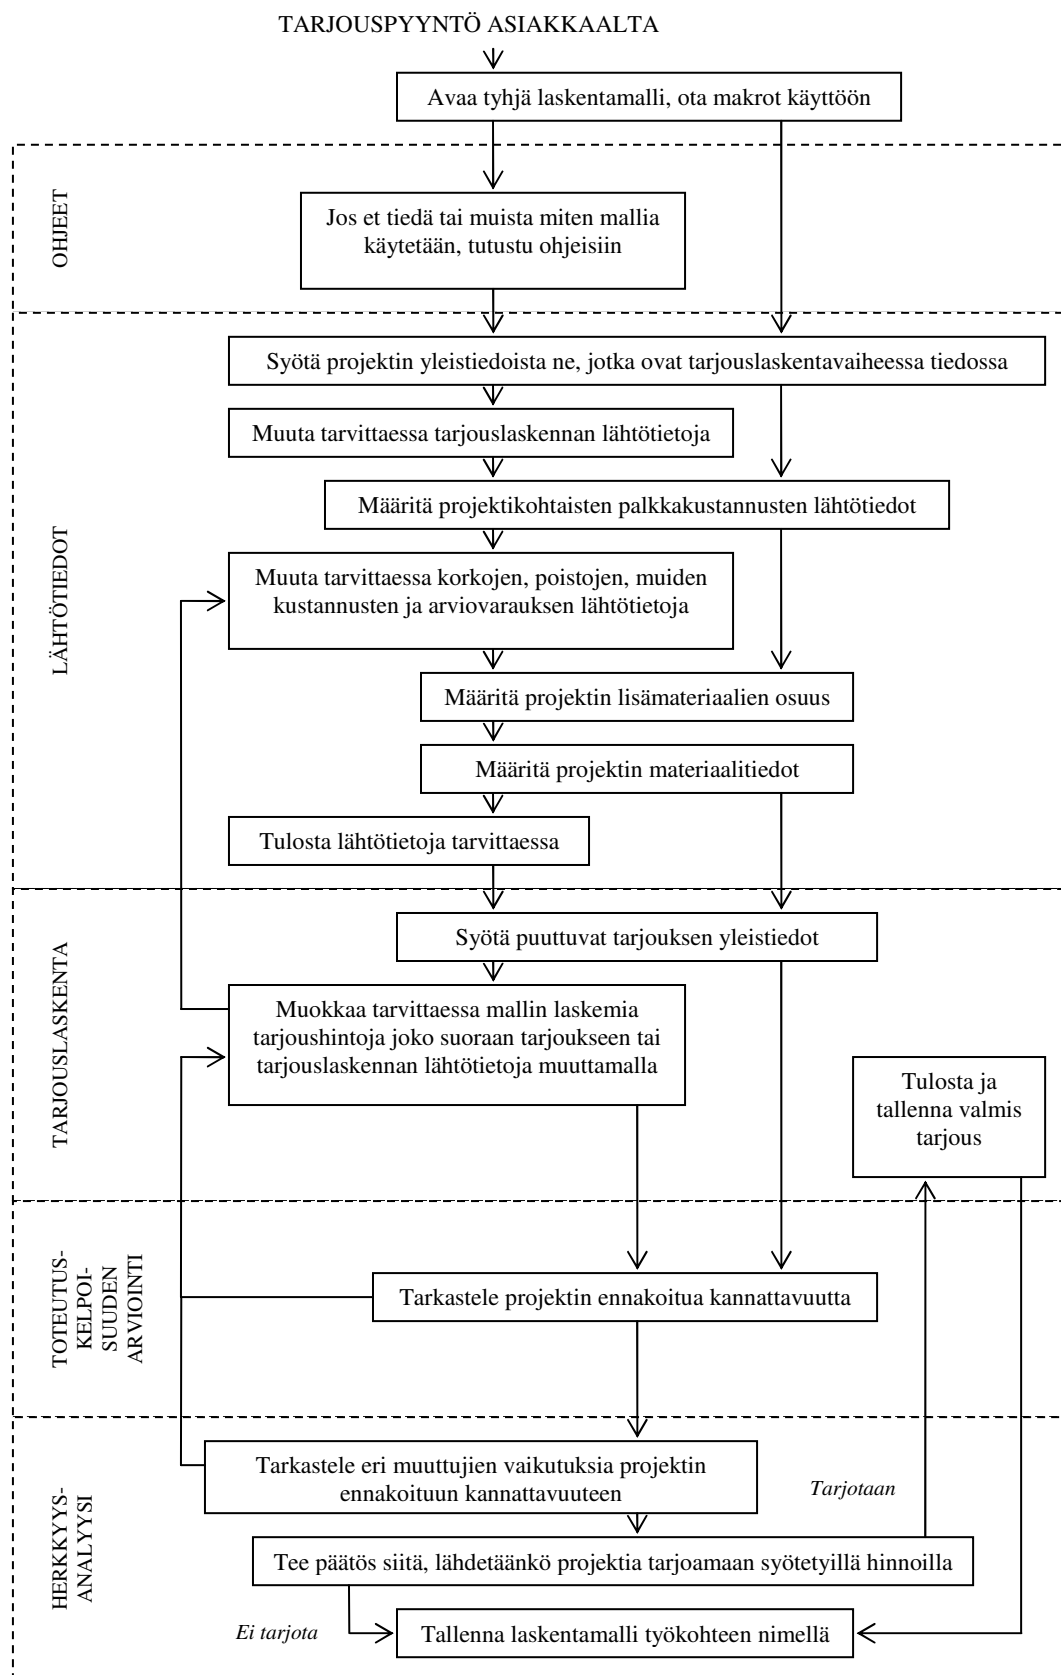 TARJOUSPYYNTÖ ASIAKKAALTA
Avaa tyhjä laskentamalli, ota makrot käyttöön
OHJEET
Jos et tiedä tai muista miten mallia
käytetään, tutustu ohjeisiin
LÄHTÖTIEDOT
Syötä projektin yleistiedoista ne, jotka ovat tarjouslaskentavaiheessa tiedossa
Muuta tarvittaessa tarjouslaskennan lähtötietoja
Määritä projektikohtaisten palkkakustannusten lähtötiedot
Muuta tarvittaessa korkojen, poistojen, muiden
kustannusten ja arviovarauksen lähtötietoja
Määritä projektin lisämateriaalien osuus
Määritä projektin materiaalitiedot
Tulosta lähtötietoja tarvittaessa
TARJOUSLASKENTA
Syötä puuttuvat tarjouksen yleistiedot
Muokkaa tarvittaessa mallin laskemia
tarjoushintoja joko suoraan tarjoukseen tai
tarjouslaskennan lähtötietoja muuttamalla
Tulosta ja
tallenna valmis
tarjous
TOTEUTUS-
KELPOI-
SUUDEN
ARVIOINTI
Tarkastele projektin ennakoitua kannattavuutta
HERKKYYS-
ANALYYSI
Tarkastele eri muuttujien vaikutuksia projektin
ennakoituun kannattavuuteen
Tarjotaan
Tee päätös siitä, lähdetäänkö projektia tarjoamaan syötetyillä hinnoilla
Ei tarjota
Tallenna laskentamalli työkohteen nimellä